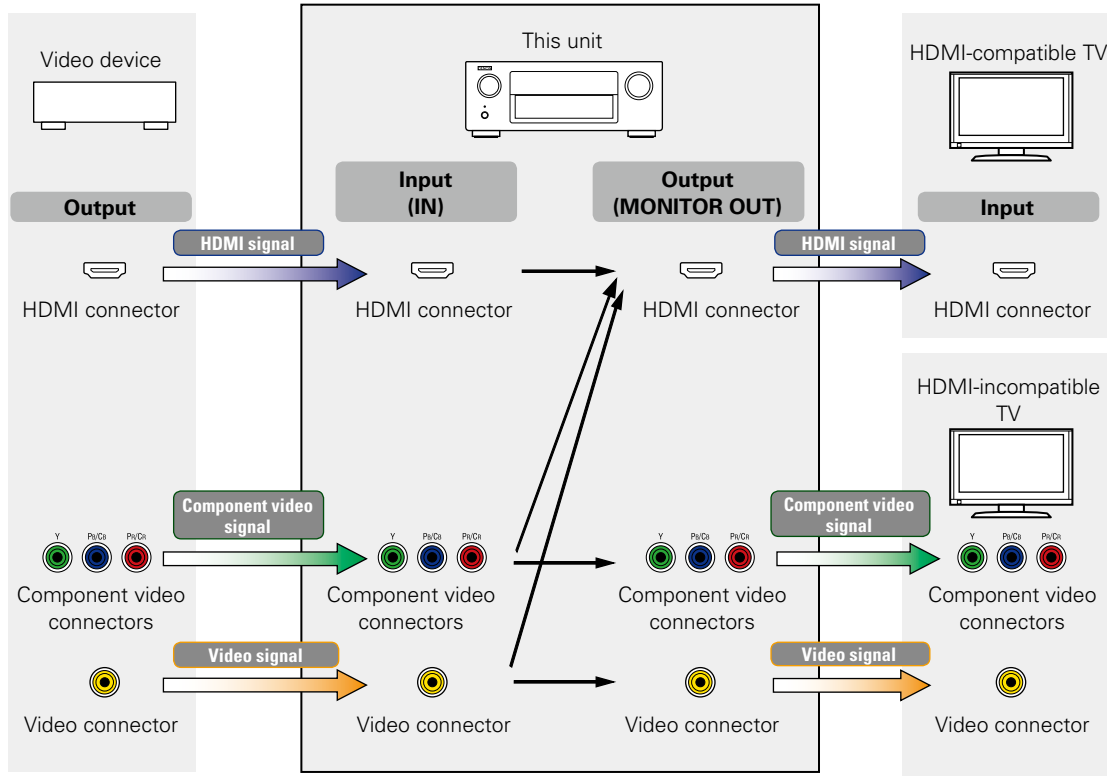 Video device
This unit
HDMI-compatible TV
Output
Input
(IN)
Output
(MONITOR OUT)
Input
HDMI signal
HDMI signal
HDMI connector
HDMI connector
HDMI connector
HDMI connector
HDMI-incompatible
TV
Component video
signal
Component video
signal
Y PB/CB PR/CR
Y PB/CB PR/CR
Y PB/CB PR/CR
Y PB/CB PR/CR
Component video
connectors
Component video
connectors
Component video
connectors
Component video
connectors
Video signal
Video signal
Video connector
Video connector
Video connector
Video connector